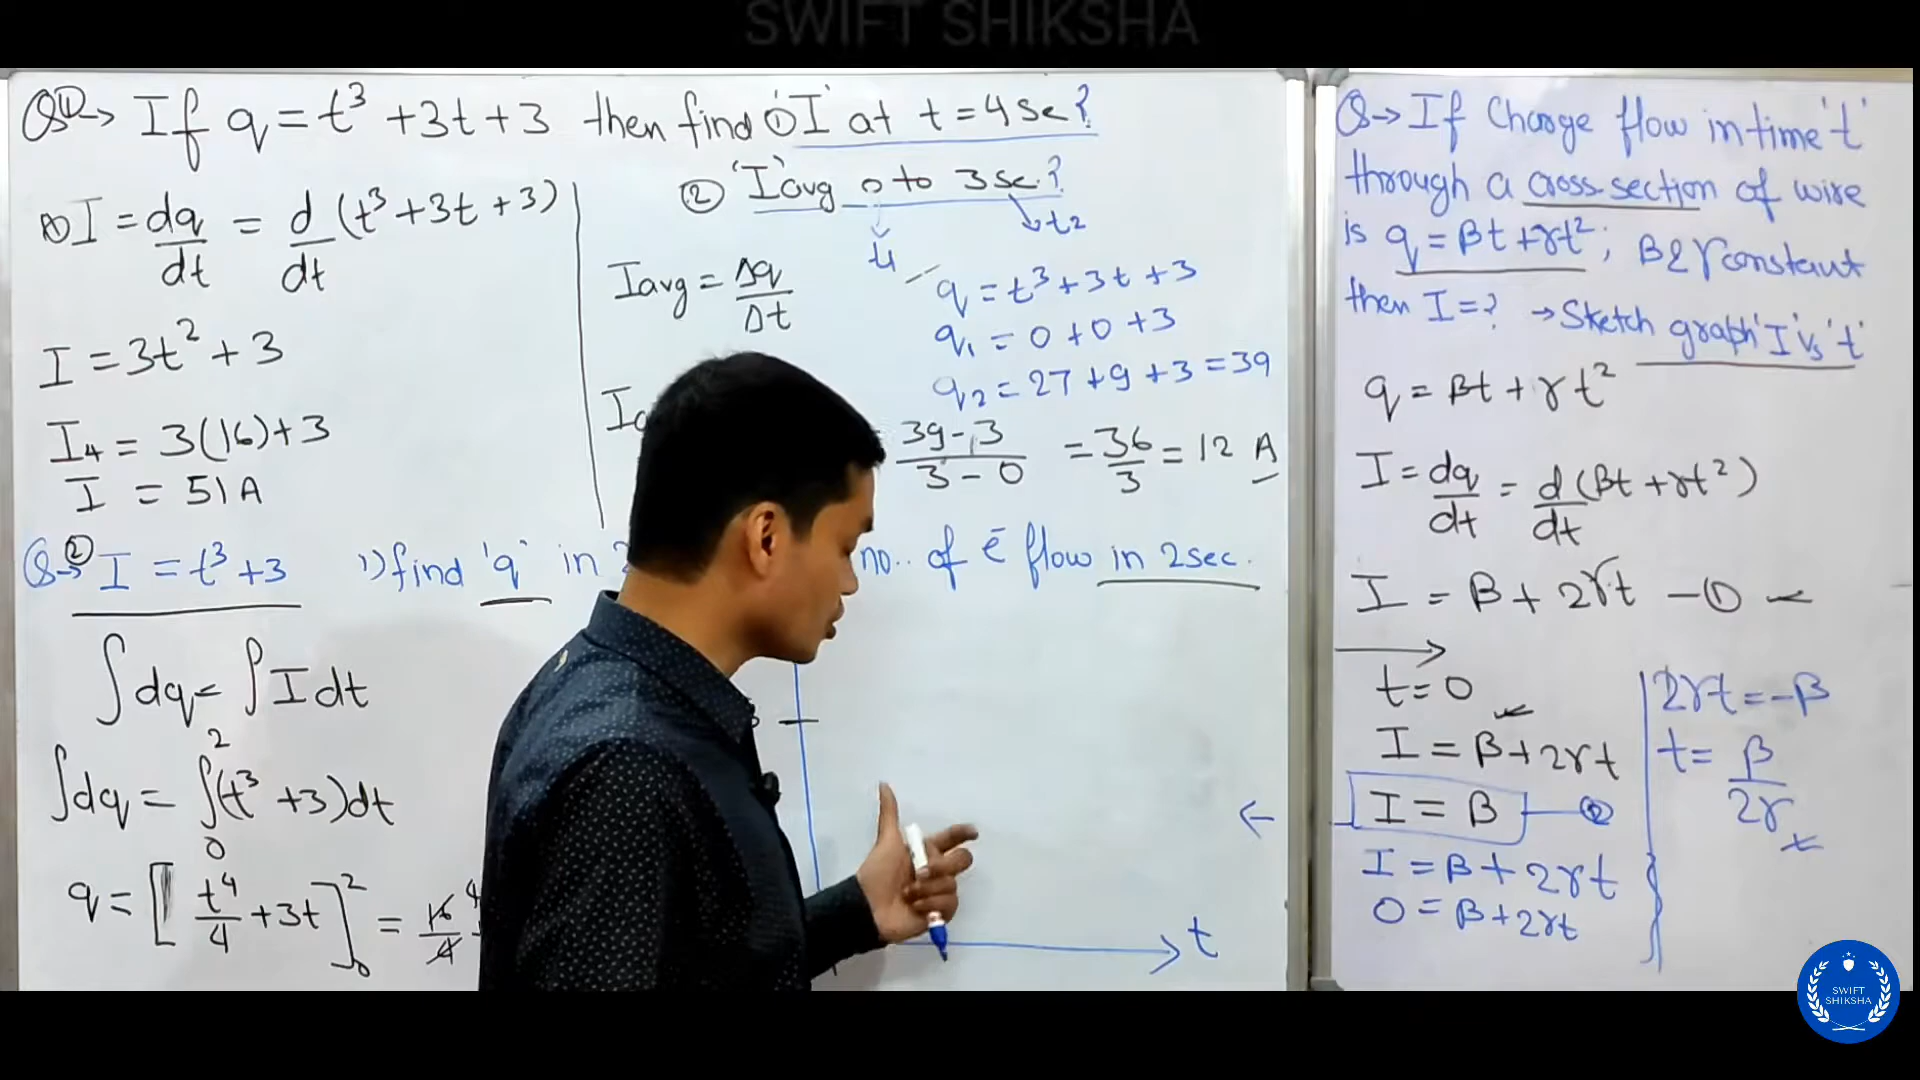 SWIFT SHIKSHA
Q① → If q = t³ + 3t + 3 then find ① 'I' at t = 4 sec?
② 'I' avg 0 to 3 sec?
t₁
t₂
① I = dq/dt = d/dt (t³ + 3t + 3)
I = 3t² + 3
I₄ = 3(16) + 3
I = 51 A
Iavg = Δq/Δt
q = t³ + 3t + 3
q₁ = 0 + 0 + 3
q₂ = 27 + 9 + 3 = 39
39 - 3 / 3 - 0 = 36/3 = 12 A
Q② → I = t³ + 3 1) find 'q' in
no.. of ē flow in 2sec.
∫dq = ∫I dt
∫dq = ∫₀² (t³ + 3)dt
q = [t⁴/4 + 3t]₀² = 16/4
t
Q → If Charge flow in time 't'
through a cross-section of wire
is q = βt + γt²; β & γ constant
then I = ? → Sketch graph 'I' vs 't'
q = βt + γt²
I = dq/dt = d/dt (βt + γt²)
I = β + 2γt — ①
t = 0
I = β + 2γt
I = β — ②
I = β + 2γt
0 = β + 2γt
2γt = -β
t = β/2γ
SWIFT
SHIKSHA